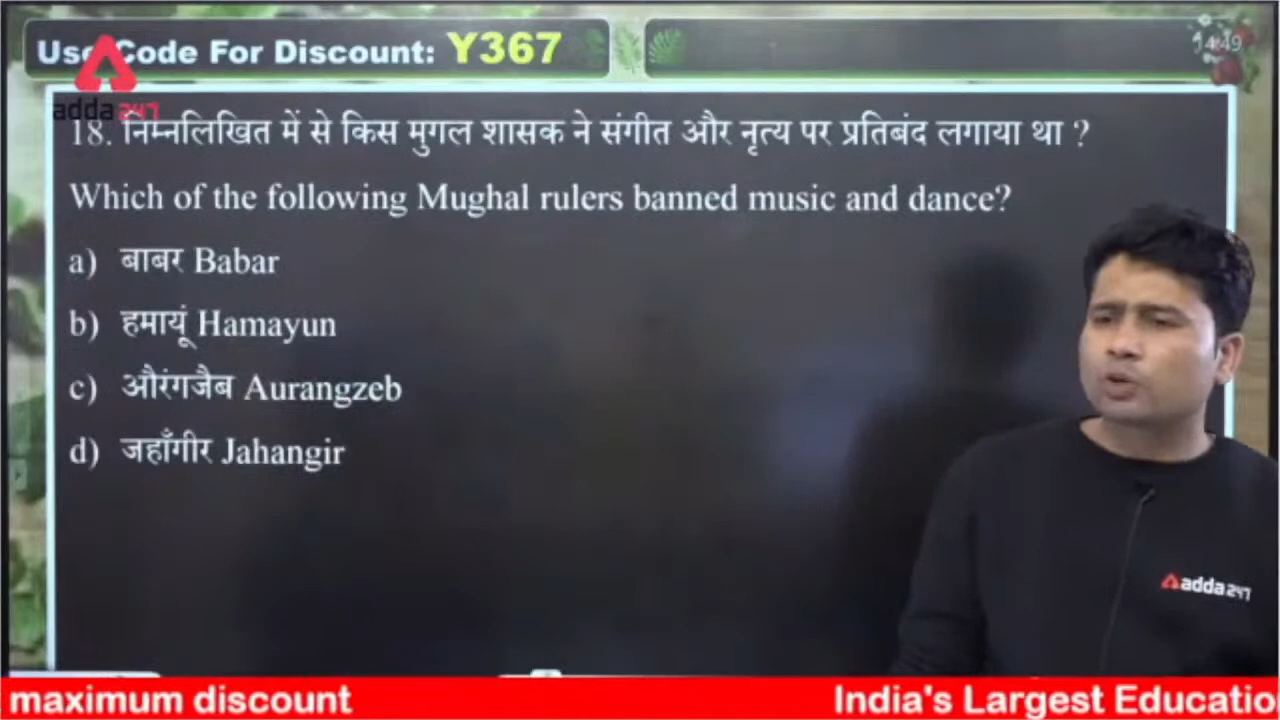 Use Code For Discount: Y367
14:49
adda247
18. निम्नलिखित में से किस मुगल शासक ने संगीत और नृत्य पर प्रतिबंद लगाया था ?
Which of the following Mughal rulers banned music and dance?
a) बाबर Babar
b) हमायूं Hamayun
c) औरंगजैब Aurangzeb
d) जहाँगीर Jahangir
adda247
maximum discount India's Largest Educatio